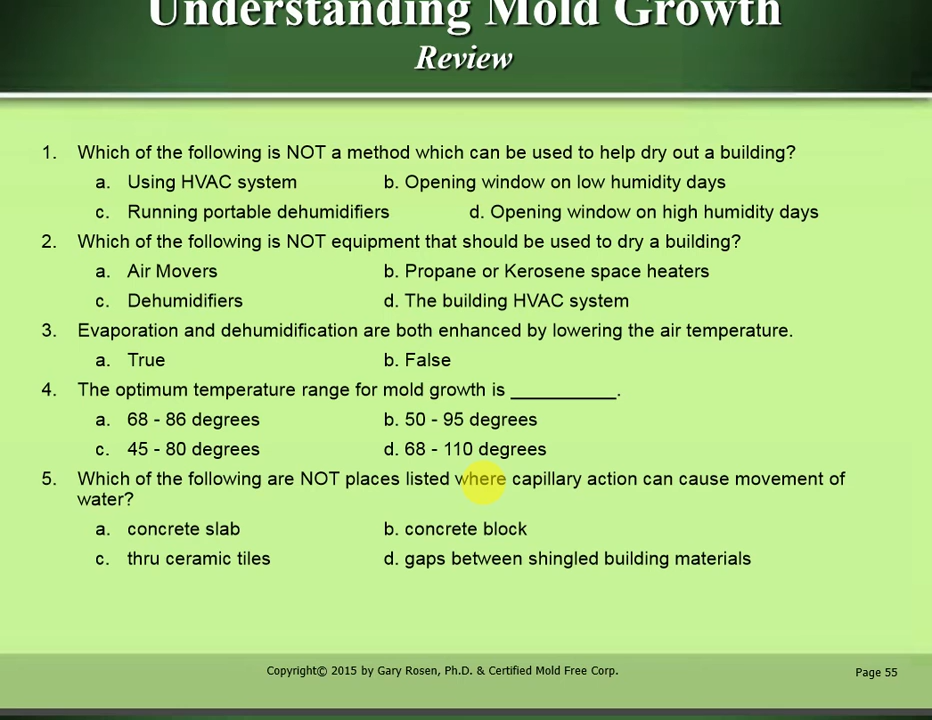 Understanding Mold Growth
Review
1. Which of the following is NOT a method which can be used to help dry out a building?
a. Using HVAC system b. Opening window on low humidity days
c. Running portable dehumidifiers d. Opening window on high humidity days
2. Which of the following is NOT equipment that should be used to dry a building?
a. Air Movers b. Propane or Kerosene space heaters
c. Dehumidifiers d. The building HVAC system
3. Evaporation and dehumidification are both enhanced by lowering the air temperature.
a. True b. False
4. The optimum temperature range for mold growth is __________.
a. 68 - 86 degrees b. 50 - 95 degrees
c. 45 - 80 degrees d. 68 - 110 degrees
5. Which of the following are NOT places listed where capillary action can cause movement of
water?
a. concrete slab b. concrete block
c. thru ceramic tiles d. gaps between shingled building materials
Copyright© 2015 by Gary Rosen, Ph.D. & Certified Mold Free Corp. Page 55